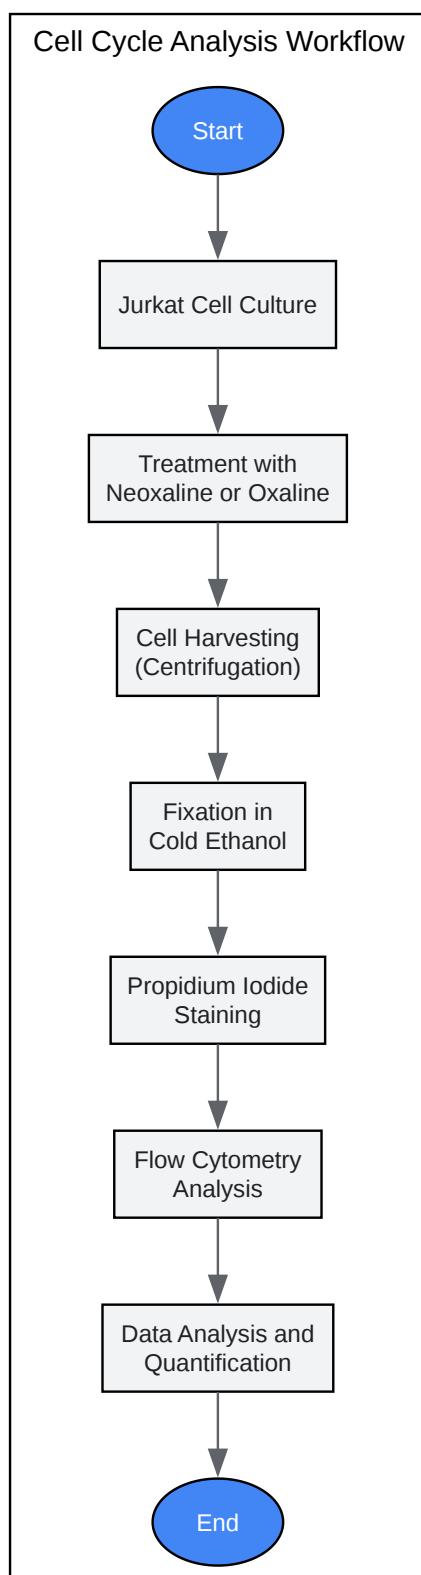 Cell Cycle Analysis Workflow
Start
Jurkat Cell Culture
Treatment with
Neoxaline or Oxaline
Cell Harvesting
(Centrifugation)
Fixation in
Cold Ethanol
Propidium Iodide
Staining
Flow Cytometry
Analysis
Data Analysis and
Quantification
End